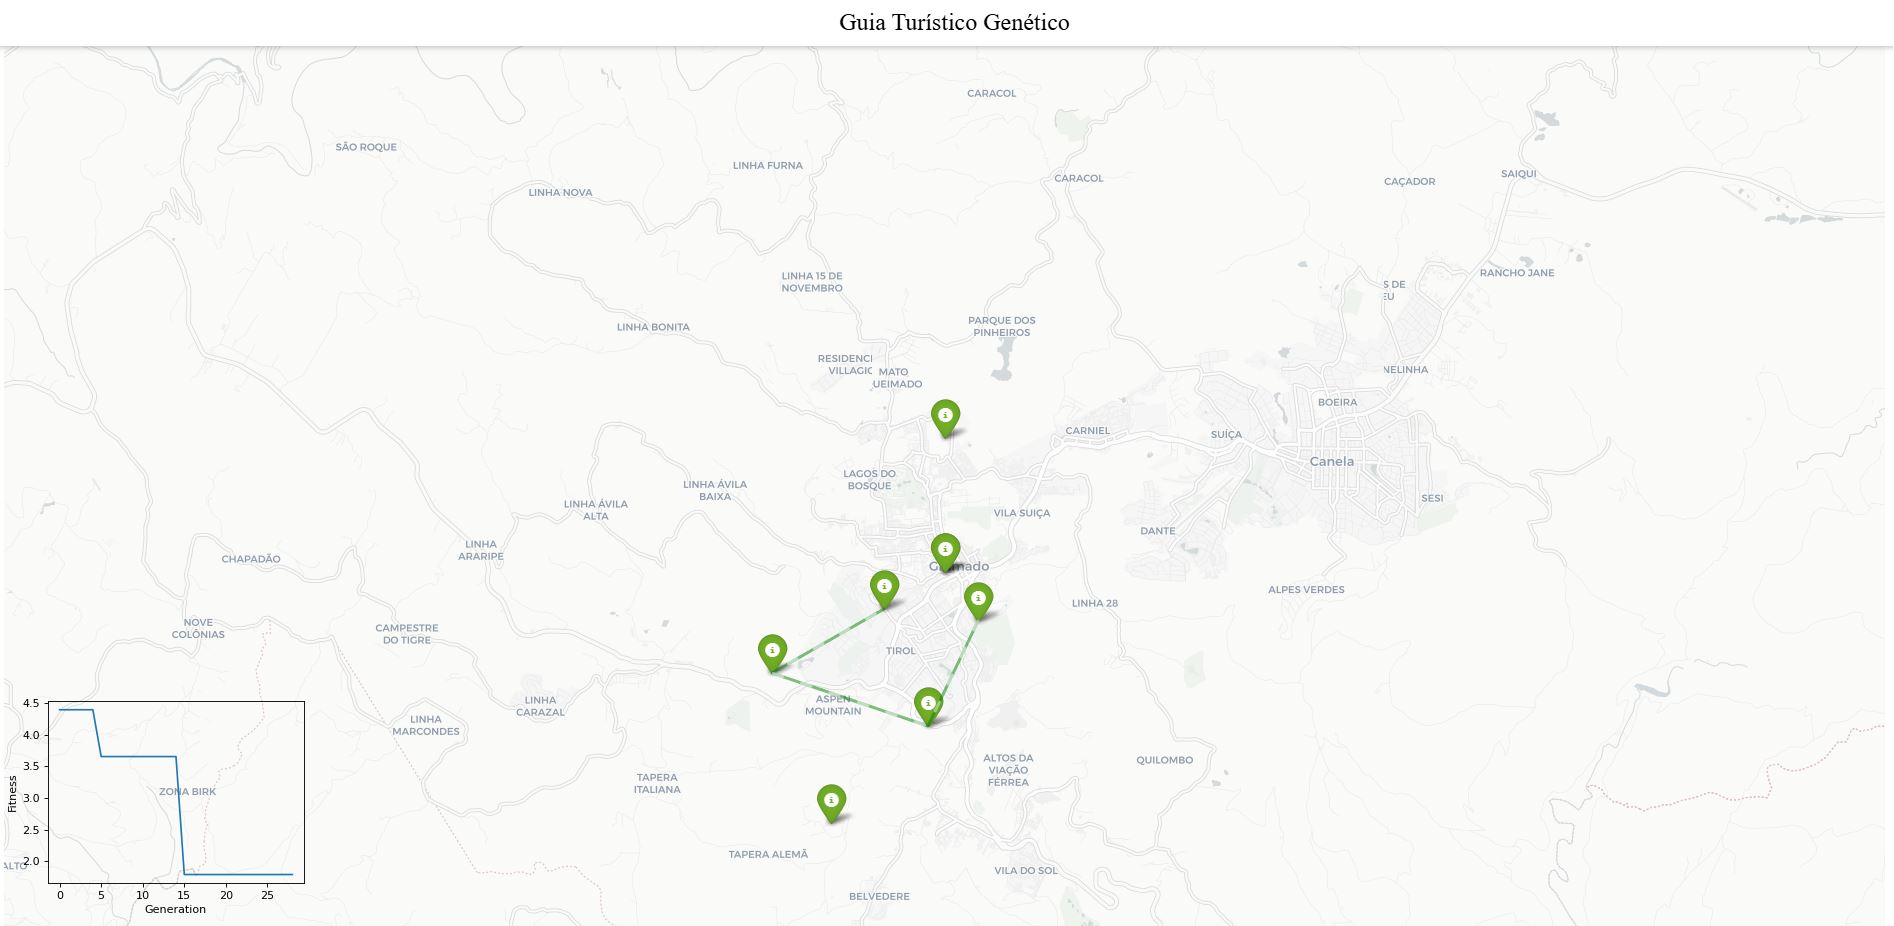 Guia Turístico Genético
CARACOL
SÃO ROQUE
LINHA FURNA
SAIQUI
CARACOL
CAÇADOR
LINHA NOVA
RANCHO JANE
LINHA 15 DE
NOVEMBRO
S DE
EU
PARQUE DOS
PINHEIROS
LINHA BONITA
RESIDENCI
VILLAGIO
MATO
UEIMADO
NELINHA
BOEIRA
CARNIEL
SUÍÇA
Canela
LAGOS DO
BOSQUE
LINHA ÁVILA
BAIXA
SESI
LINHA ÁVILA
ALTA
VILA SUIÇA
DANTE
LINHA
ARARIPE
CHAPADÃO
G mado
ALPES VERDES
LINHA 28
NOVE
COLÔNIAS
CAMPESTRE
DO TIGRE
TIROL
ASPEN
MOUNTAIN
LINHA
CARAZAL
LINHA
MARCONDES
ALTOS DA
VIAÇÃO
FÉRREA
QUILOMBO
TAPERA
ITALIANA
ZONA BIRK
TAPERA ALEMÃ
ALTO
VILA DO SOL
BELVEDERE
4.5
4.0
3.5
3.0
2.5
2.0
Fitness
0 5 10 15 20 25
Generation
i
i
i
i
i
i
i